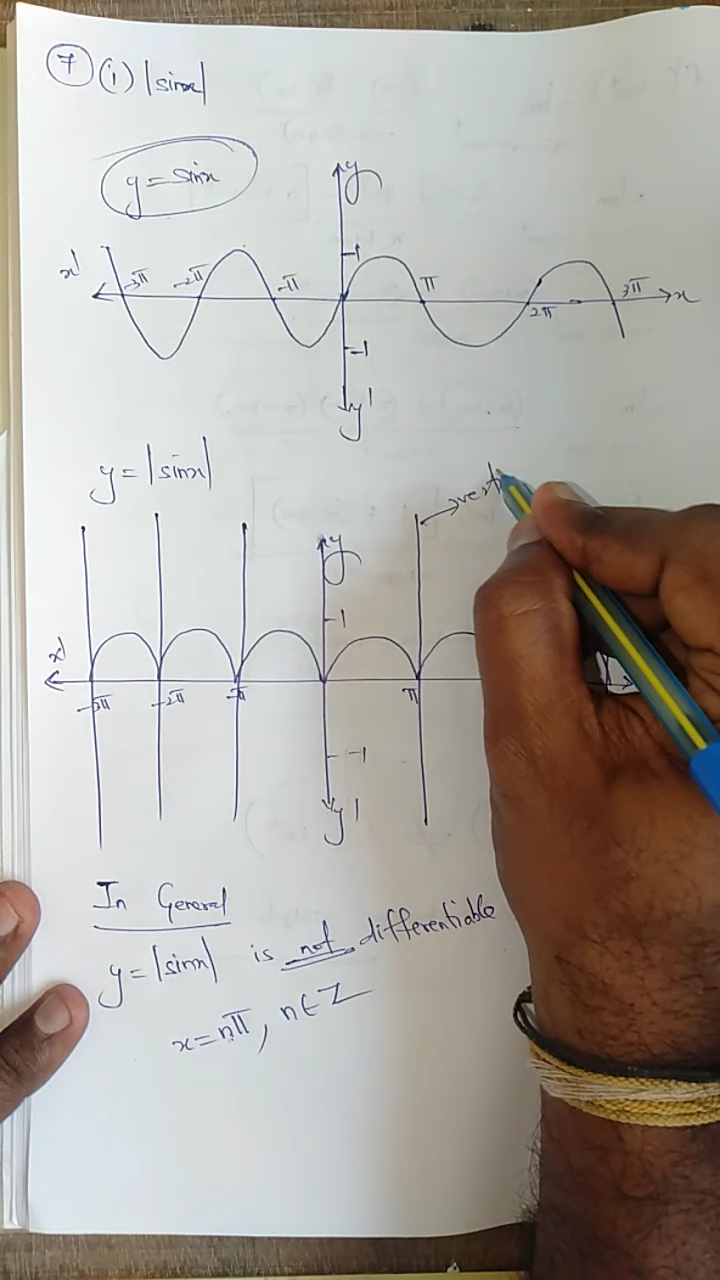 7 (i) |sinx|
y = sinx
y
1
x' -3π -2π -π π 2π 3π x
-1
y'
y = |sinx|
vert
y
1
x'
-3π -2π -π π
-1
y'
In General
y = |sinx| is not differentiable
x = nπ, n ∈ Z